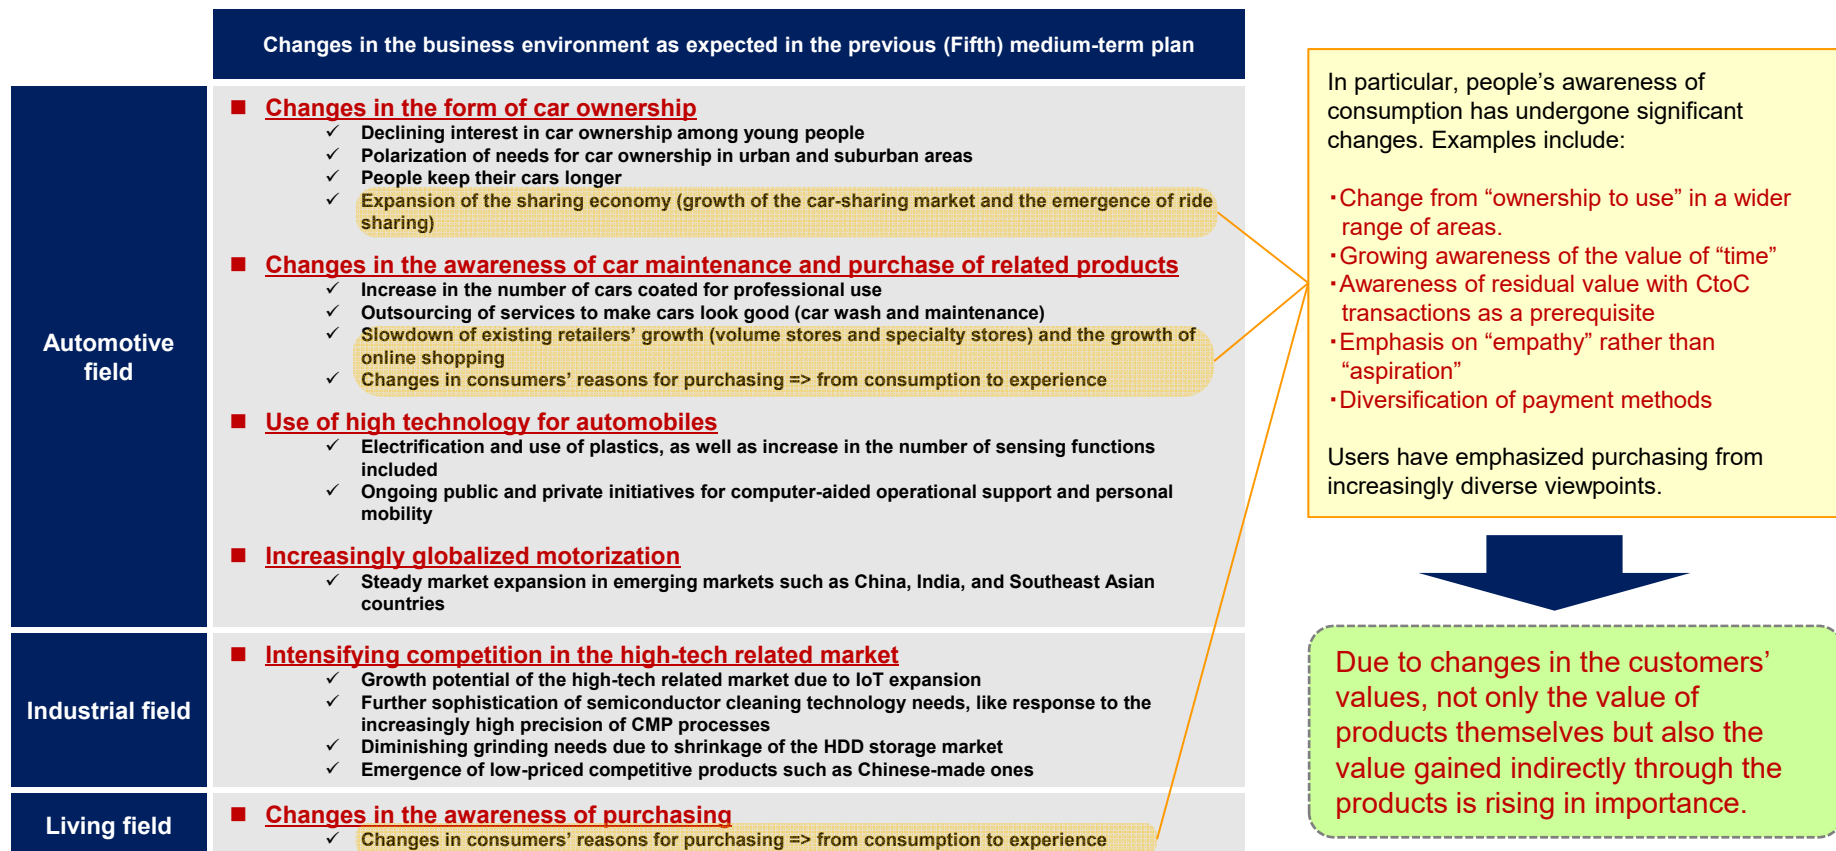 Changes in the business environment as expected in the previous (Fifth) medium-term plan
Automotive
field
■ Changes in the form of car ownership
✓ Declining interest in car ownership among young people
✓ Polarization of needs for car ownership in urban and suburban areas
✓ People keep their cars longer
✓ Expansion of the sharing economy (growth of the car-sharing market and the emergence of ride
sharing)
■ Changes in the awareness of car maintenance and purchase of related products
✓ Increase in the number of cars coated for professional use
✓ Outsourcing of services to make cars look good (car wash and maintenance)
✓ Slowdown of existing retailers’ growth (volume stores and specialty stores) and the growth of
online shopping
✓ Changes in consumers’ reasons for purchasing => from consumption to experience
■ Use of high technology for automobiles
✓ Electrification and use of plastics, as well as increase in the number of sensing functions
included
✓ Ongoing public and private initiatives for computer-aided operational support and personal
mobility
■ Increasingly globalized motorization
✓ Steady market expansion in emerging markets such as China, India, and Southeast Asian
countries
Industrial field
■ Intensifying competition in the high-tech related market
✓ Growth potential of the high-tech related market due to IoT expansion
✓ Further sophistication of semiconductor cleaning technology needs, like response to the
increasingly high precision of CMP processes
✓ Diminishing grinding needs due to shrinkage of the HDD storage market
✓ Emergence of low-priced competitive products such as Chinese-made ones
Living field
■ Changes in the awareness of purchasing
✓ Changes in consumers’ reasons for purchasing => from consumption to experience
In particular, people’s awareness of
consumption has undergone significant
changes. Examples include:
・Change from “ownership to use” in a wider
range of areas.
・Growing awareness of the value of “time”
・Awareness of residual value with CtoC
transactions as a prerequisite
・Emphasis on “empathy” rather than
“aspiration”
・Diversification of payment methods
Users have emphasized purchasing from
increasingly diverse viewpoints.
Due to changes in the customers’
values, not only the value of
products themselves but also the
value gained indirectly through the
products is rising in importance.